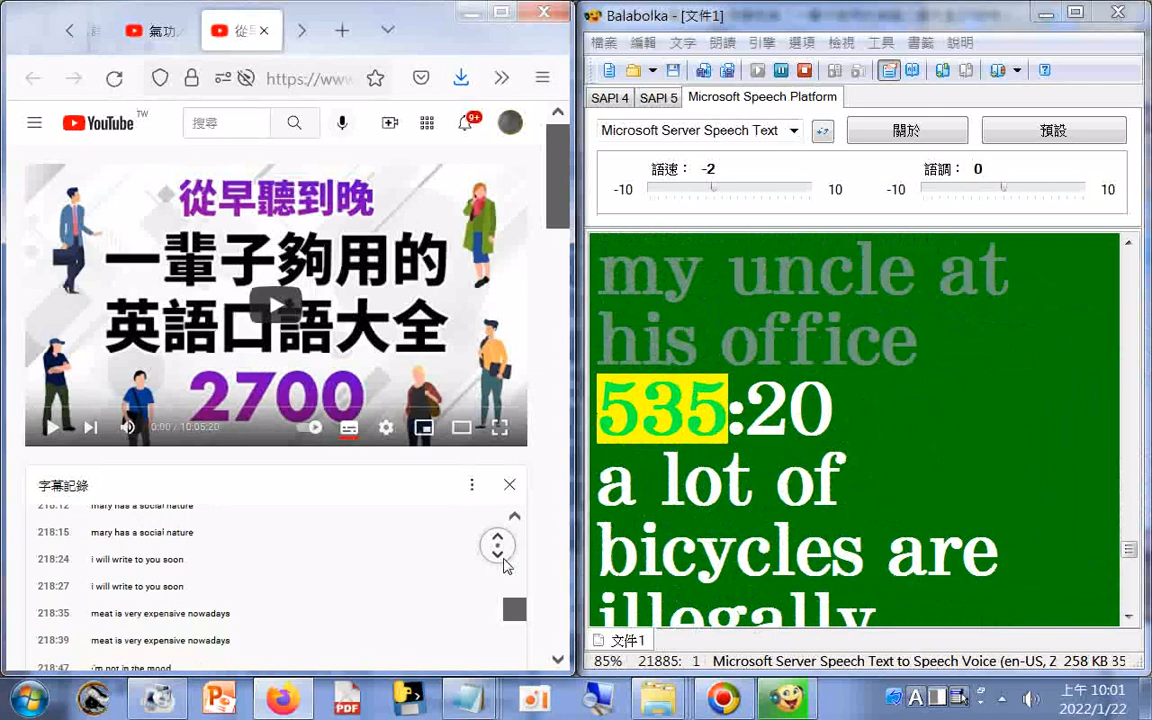 氣功
從
https://www
YouTube TW
搜尋
9+
從早聽到晚
一輩子夠用的
英語口語大全
2700
0:00 / 10:05:20
字幕記錄
218:12 mary has a social nature
218:15 mary has a social nature
218:24 i will write to you soon
218:27 i will write to you soon
218:35 meat is very expensive nowadays
218:39 meat is very expensive nowadays
218:47 i'm not in the mood
Balabolka - [文件1]
檔案 編輯 文字 朗讀 引擎 選項 檢視 工具 書籤 說明
SAPI 4 SAPI 5 Microsoft Speech Platform
Microsoft Server Speech Text 關於 預設
語速： -2 語調： 0
-10 10 -10 10
my uncle at
his office
535:20
a lot of
bicycles are
illegally
文件1
85% 21885: 1 Microsoft Server Speech Text to Speech Voice (en-US, Z 258 KB 35
PDF
A
上午 10:01
2022/1/22